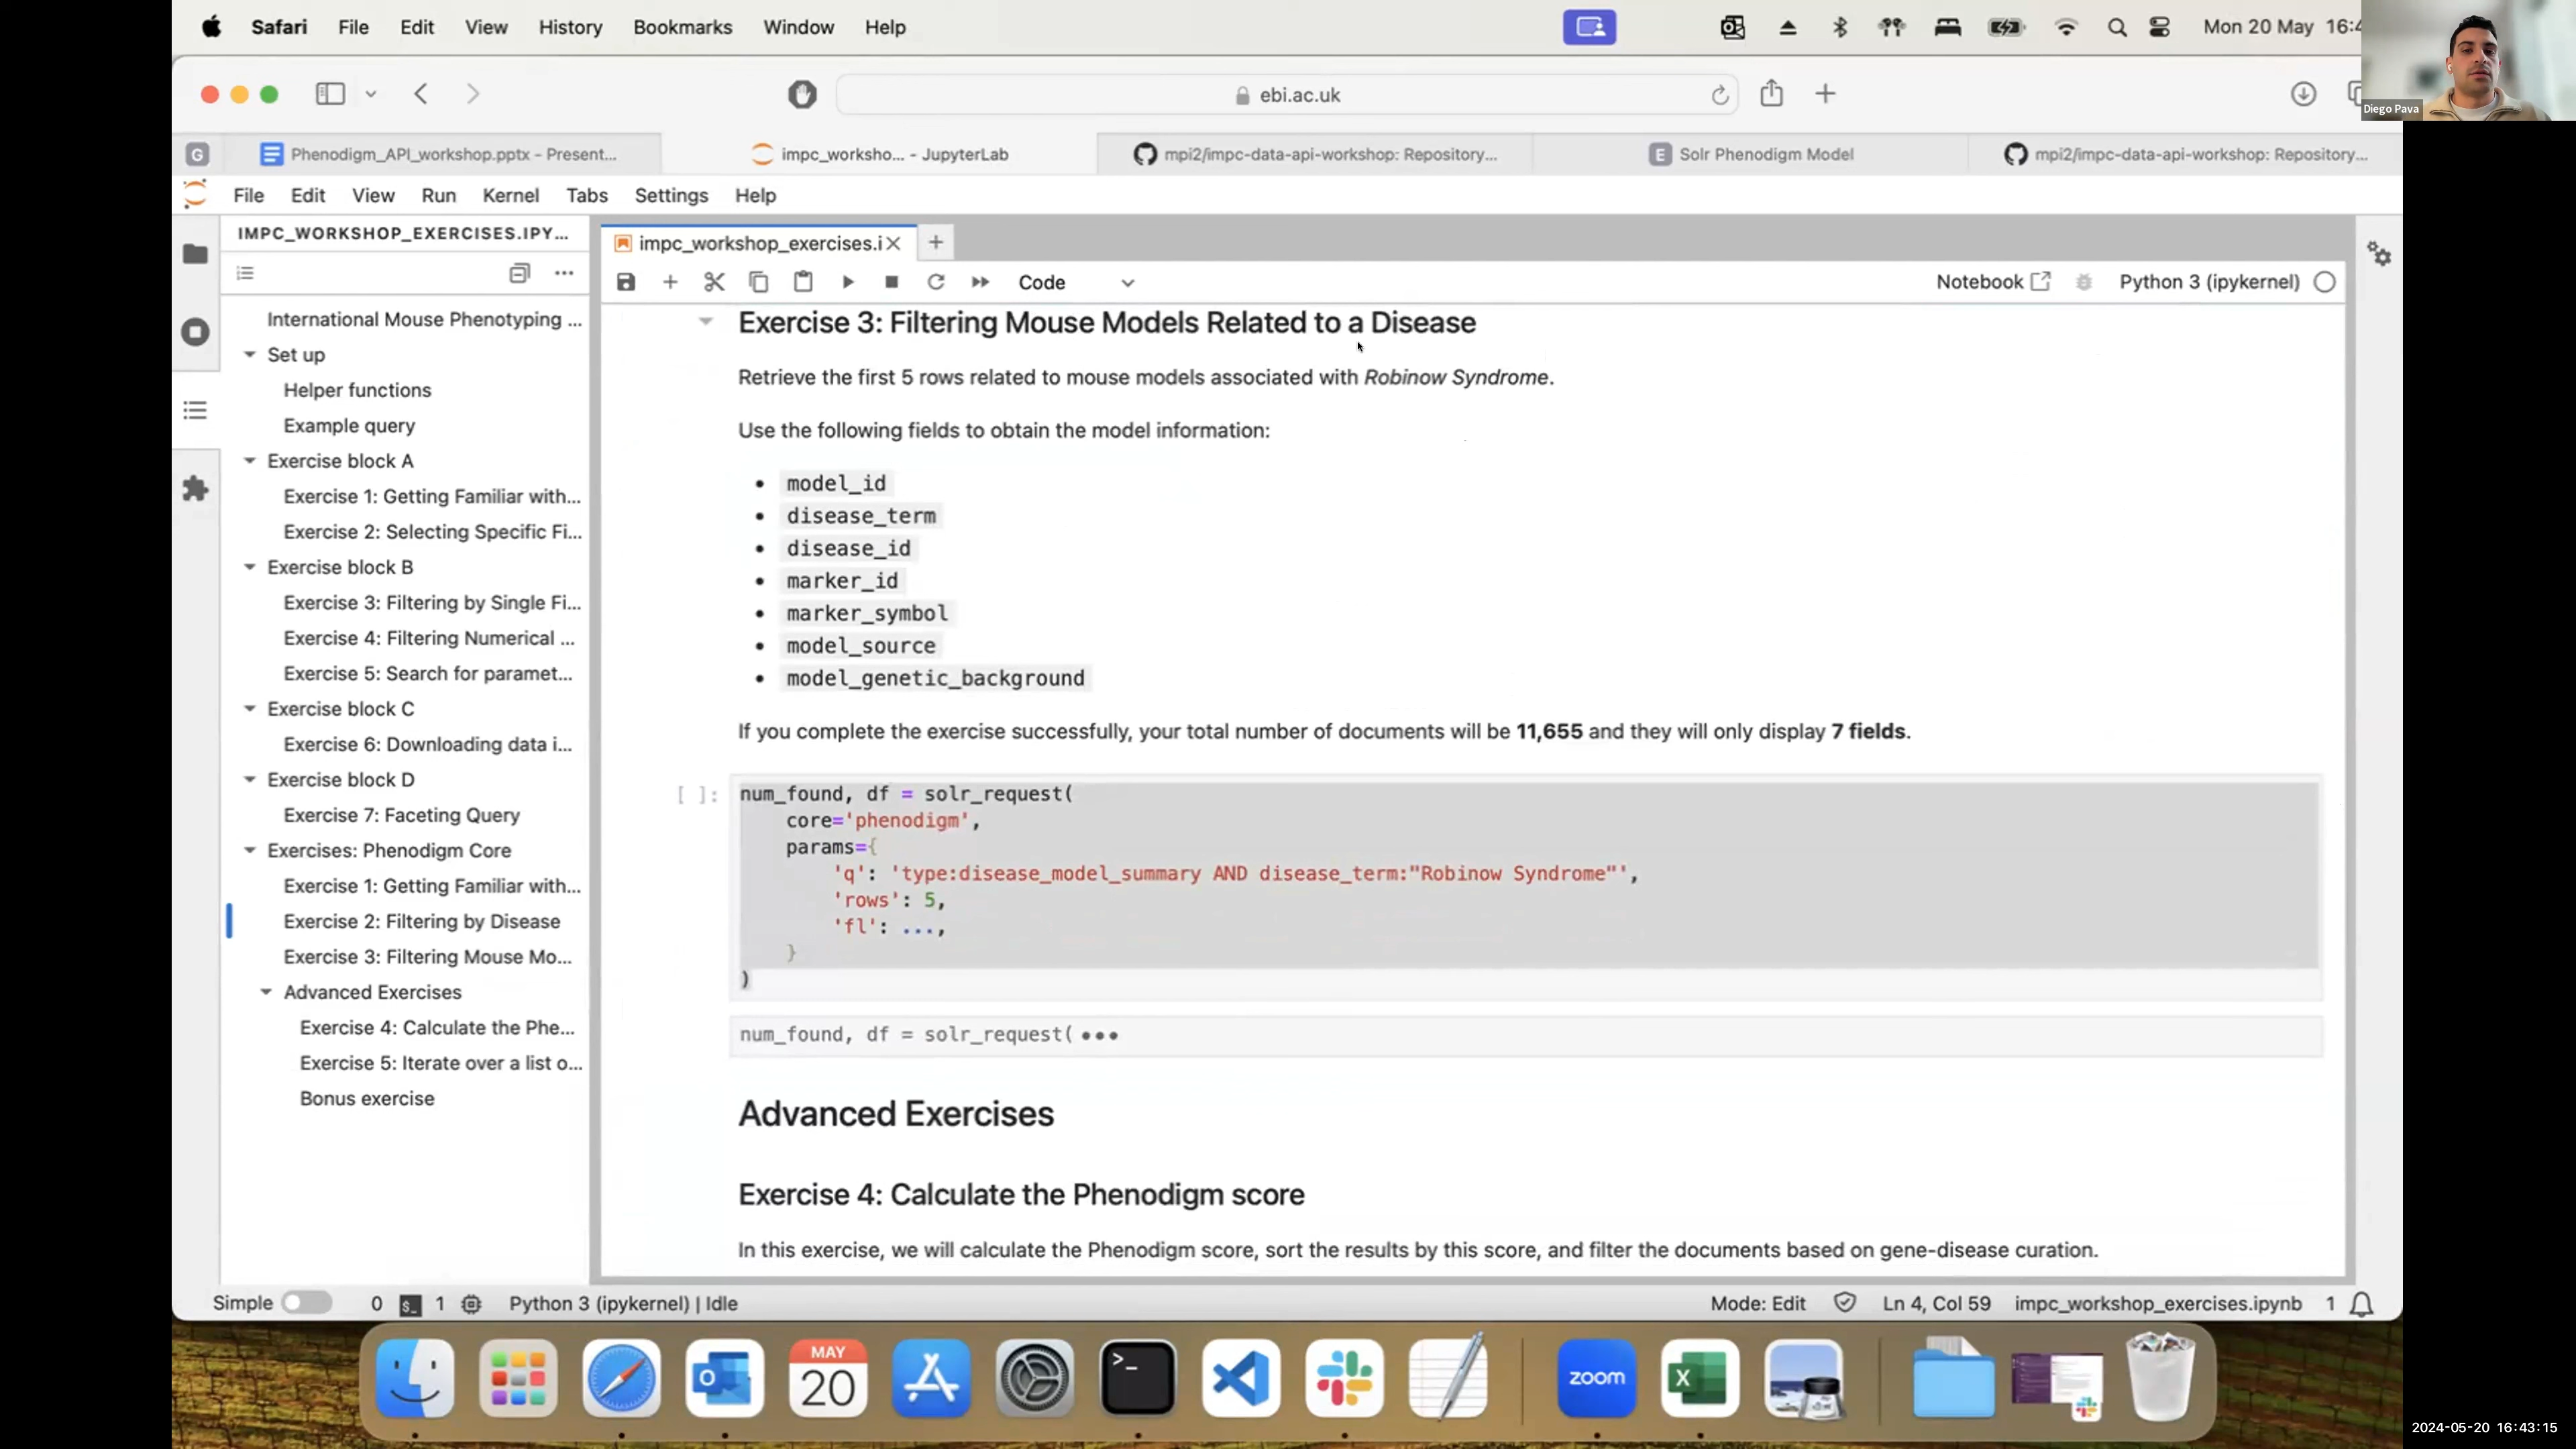 Safari File Edit View History Bookmarks Window Help Mon 20 May 16:4
Diego Pava
ebi.ac.uk
G Phenodigm_API_workshop.pptx - Present... impc_worksho... - JupyterLab mpi2/impc-data-api-workshop: Repository... E Solr Phenodigm Model mpi2/impc-data-api-workshop: Repository...
File Edit View Run Kernel Tabs Settings Help
IMPC_WORKSHOP_EXERCISES.IPY...
International Mouse Phenotyping ...
Set up
Helper functions
Example query
Exercise block A
Exercise 1: Getting Familiar with...
Exercise 2: Selecting Specific Fi...
Exercise block B
Exercise 3: Filtering by Single Fi...
Exercise 4: Filtering Numerical ...
Exercise 5: Search for paramet...
Exercise block C
Exercise 6: Downloading data i...
Exercise block D
Exercise 7: Faceting Query
Exercises: Phenodigm Core
Exercise 1: Getting Familiar with...
Exercise 2: Filtering by Disease
Exercise 3: Filtering Mouse Mo...
Advanced Exercises
Exercise 4: Calculate the Phe...
Exercise 5: Iterate over a list o...
Bonus exercise
impc_workshop_exercises.i
Code Notebook Python 3 (ipykernel)
Exercise 3: Filtering Mouse Models Related to a Disease
Retrieve the first 5 rows related to mouse models associated with Robinow Syndrome.
Use the following fields to obtain the model information:
• model_id
• disease_term
• disease_id
• marker_id
• marker_symbol
• model_source
• model_genetic_background
If you complete the exercise successfully, your total number of documents will be 11,655 and they will only display 7 fields.
[ ]: num_found, df = solr_request(
core='phenodigm',
params={
'q': 'type:disease_model_summary AND disease_term:"Robinow Syndrome"',
'rows': 5,
'fl': ...,
}
)
num_found, df = solr_request( •••
Advanced Exercises
Exercise 4: Calculate the Phenodigm score
In this exercise, we will calculate the Phenodigm score, sort the results by this score, and filter the documents based on gene-disease curation.
Simple 0 $_ 1 Python 3 (ipykernel) | Idle Mode: Edit Ln 4, Col 59 impc_workshop_exercises.ipynb 1
MAY
20
>_
zoom
X
2024-05-20 16:43:15